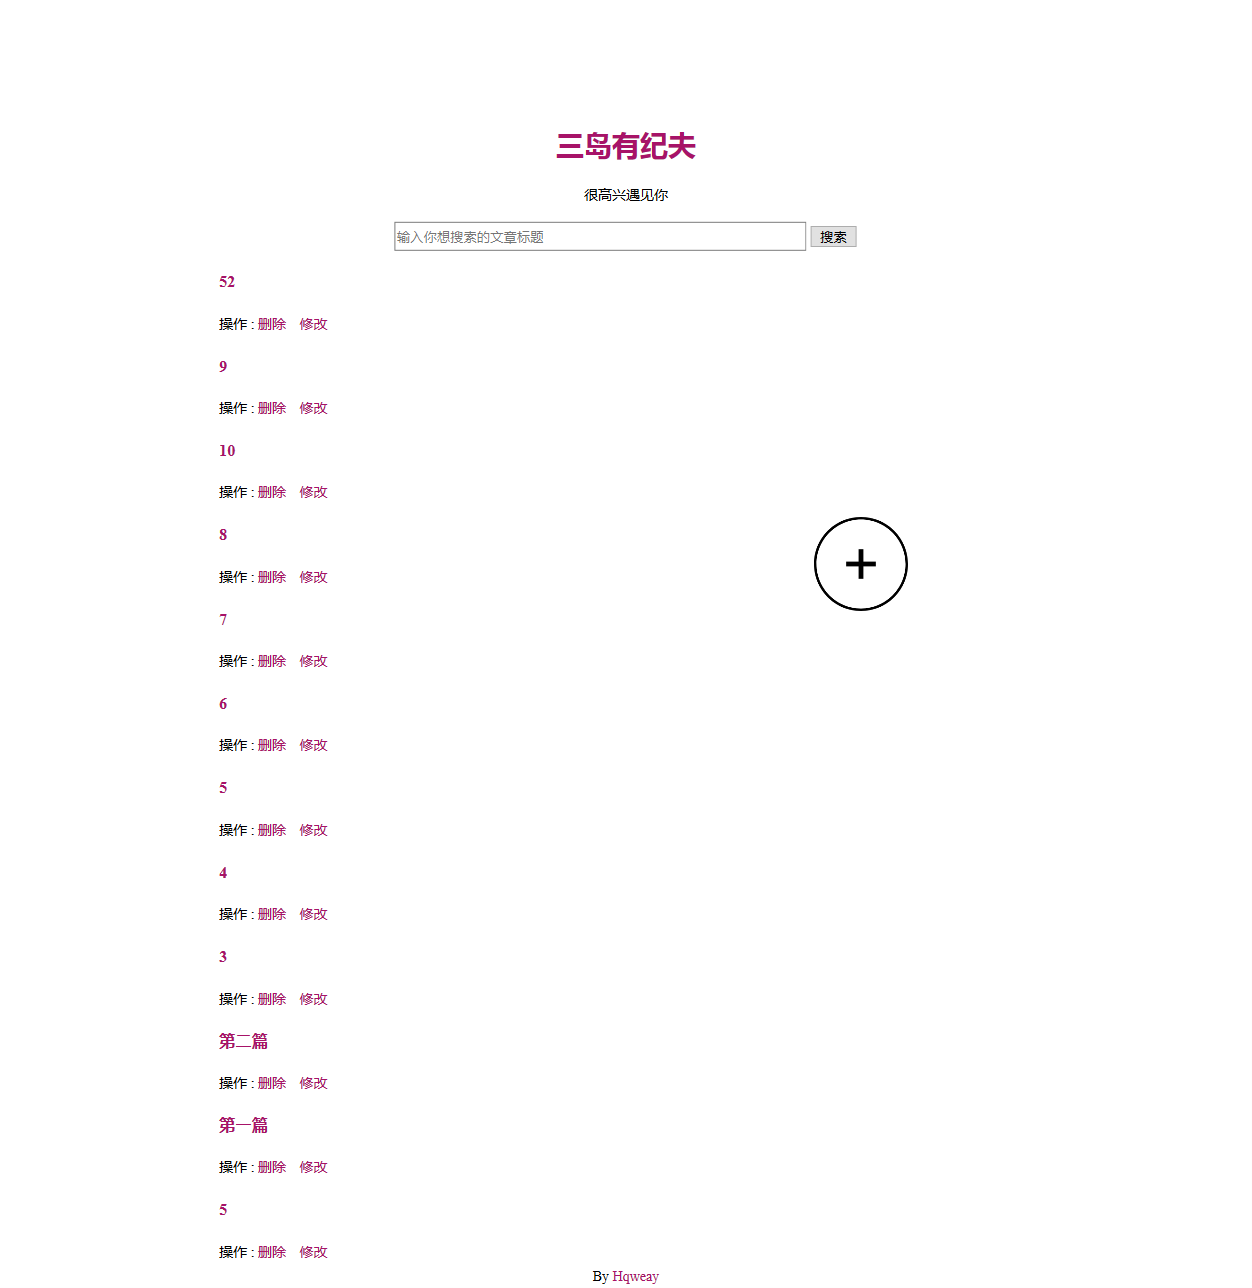 三岛有纪夫
很高兴遇见你
输入你想搜索的文章标题 搜索
52
操作 : 删除 修改
9
操作 : 删除 修改
10
操作 : 删除 修改
8
操作 : 删除 修改
7
操作 : 删除 修改
6
操作 : 删除 修改
5
操作 : 删除 修改
4
操作 : 删除 修改
3
操作 : 删除 修改
第二篇
操作 : 删除 修改
第一篇
操作 : 删除 修改
5
操作 : 删除 修改
By Hqweay